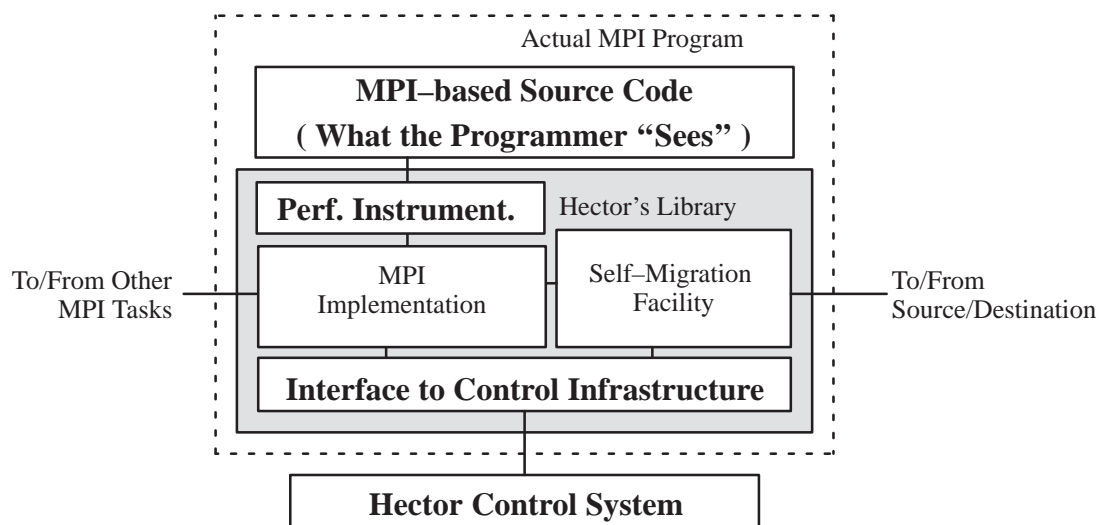 Actual MPI Program
MPI–based Source Code
( What the Programmer “Sees” )
Perf. Instrument.
Hector’s Library
To/From Other
MPI Tasks
MPI
Implementation
Self–Migration
Facility
To/From
Source/Destination
Interface to Control Infrastructure
Hector Control System